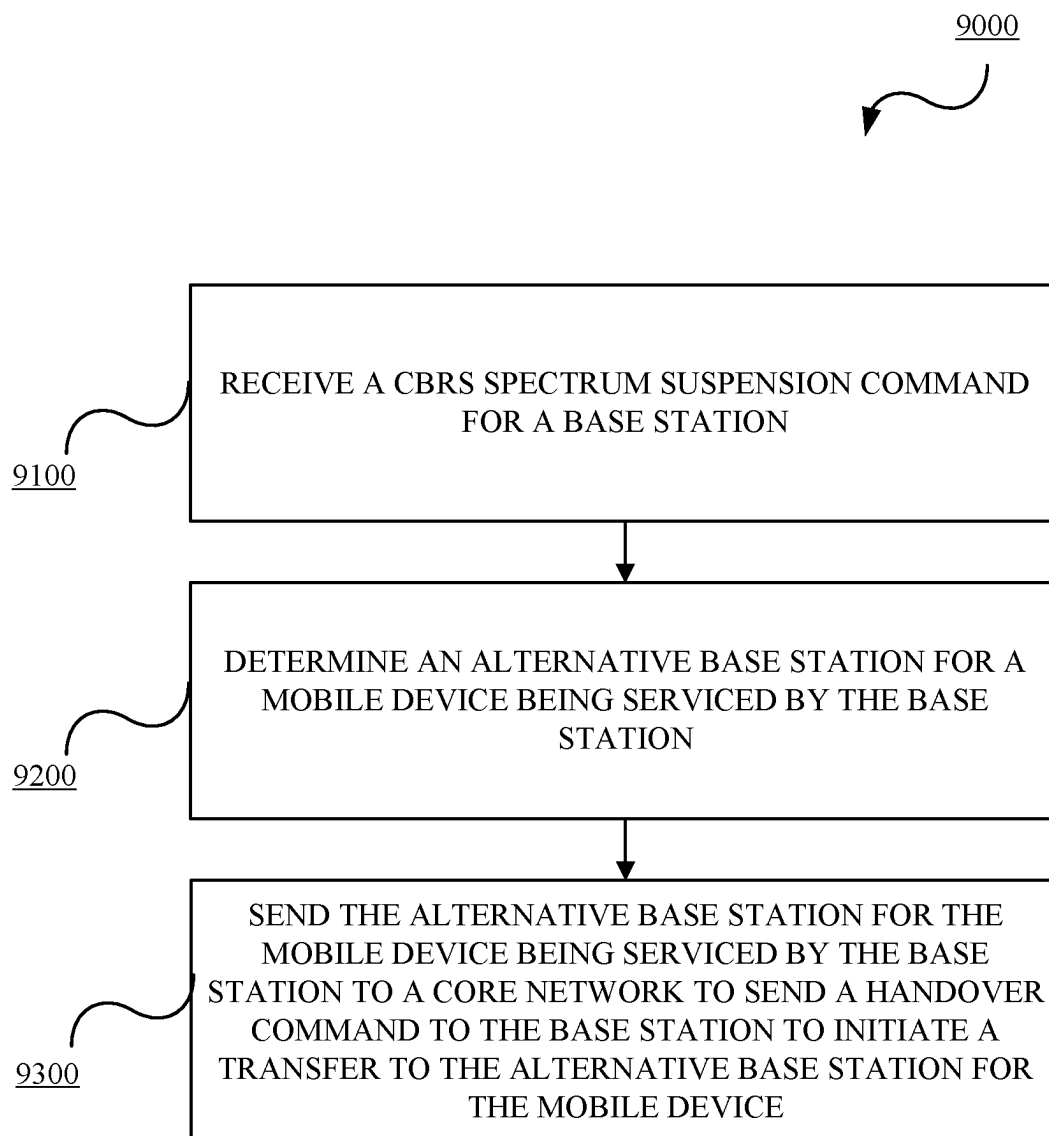 9000
RECEIVE A CBRS SPECTRUM SUSPENSION COMMAND
FOR A BASE STATION
9100
DETERMINE AN ALTERNATIVE BASE STATION FOR A
MOBILE DEVICE BEING SERVICED BY THE BASE
STATION
9200
SEND THE ALTERNATIVE BASE STATION FOR THE
MOBILE DEVICE BEING SERVICED BY THE BASE
STATION TO A CORE NETWORK TO SEND A HANDOVER
COMMAND TO THE BASE STATION TO INITIATE A
TRANSFER TO THE ALTERNATIVE BASE STATION FOR
THE MOBILE DEVICE
9300